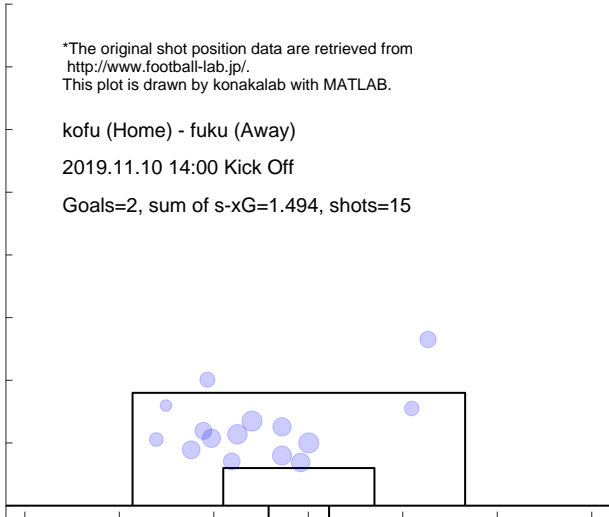 *The original shot position data are retrieved from
http://www.football-lab.jp/.
This plot is drawn by konakalab with MATLAB.
kofu (Home) - fuku (Away)
2019.11.10 14:00 Kick Off
Goals=2, sum of s-xG=1.494, shots=15